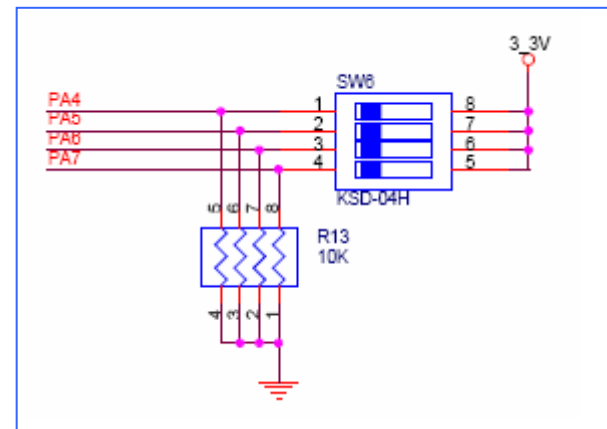 3_3V
SW6
PA4 1 8
PA5 2 7
PA6 3 6
PA7 4 5
KSD-04H
5 6 7 8
R13
10K
4 3 2 1